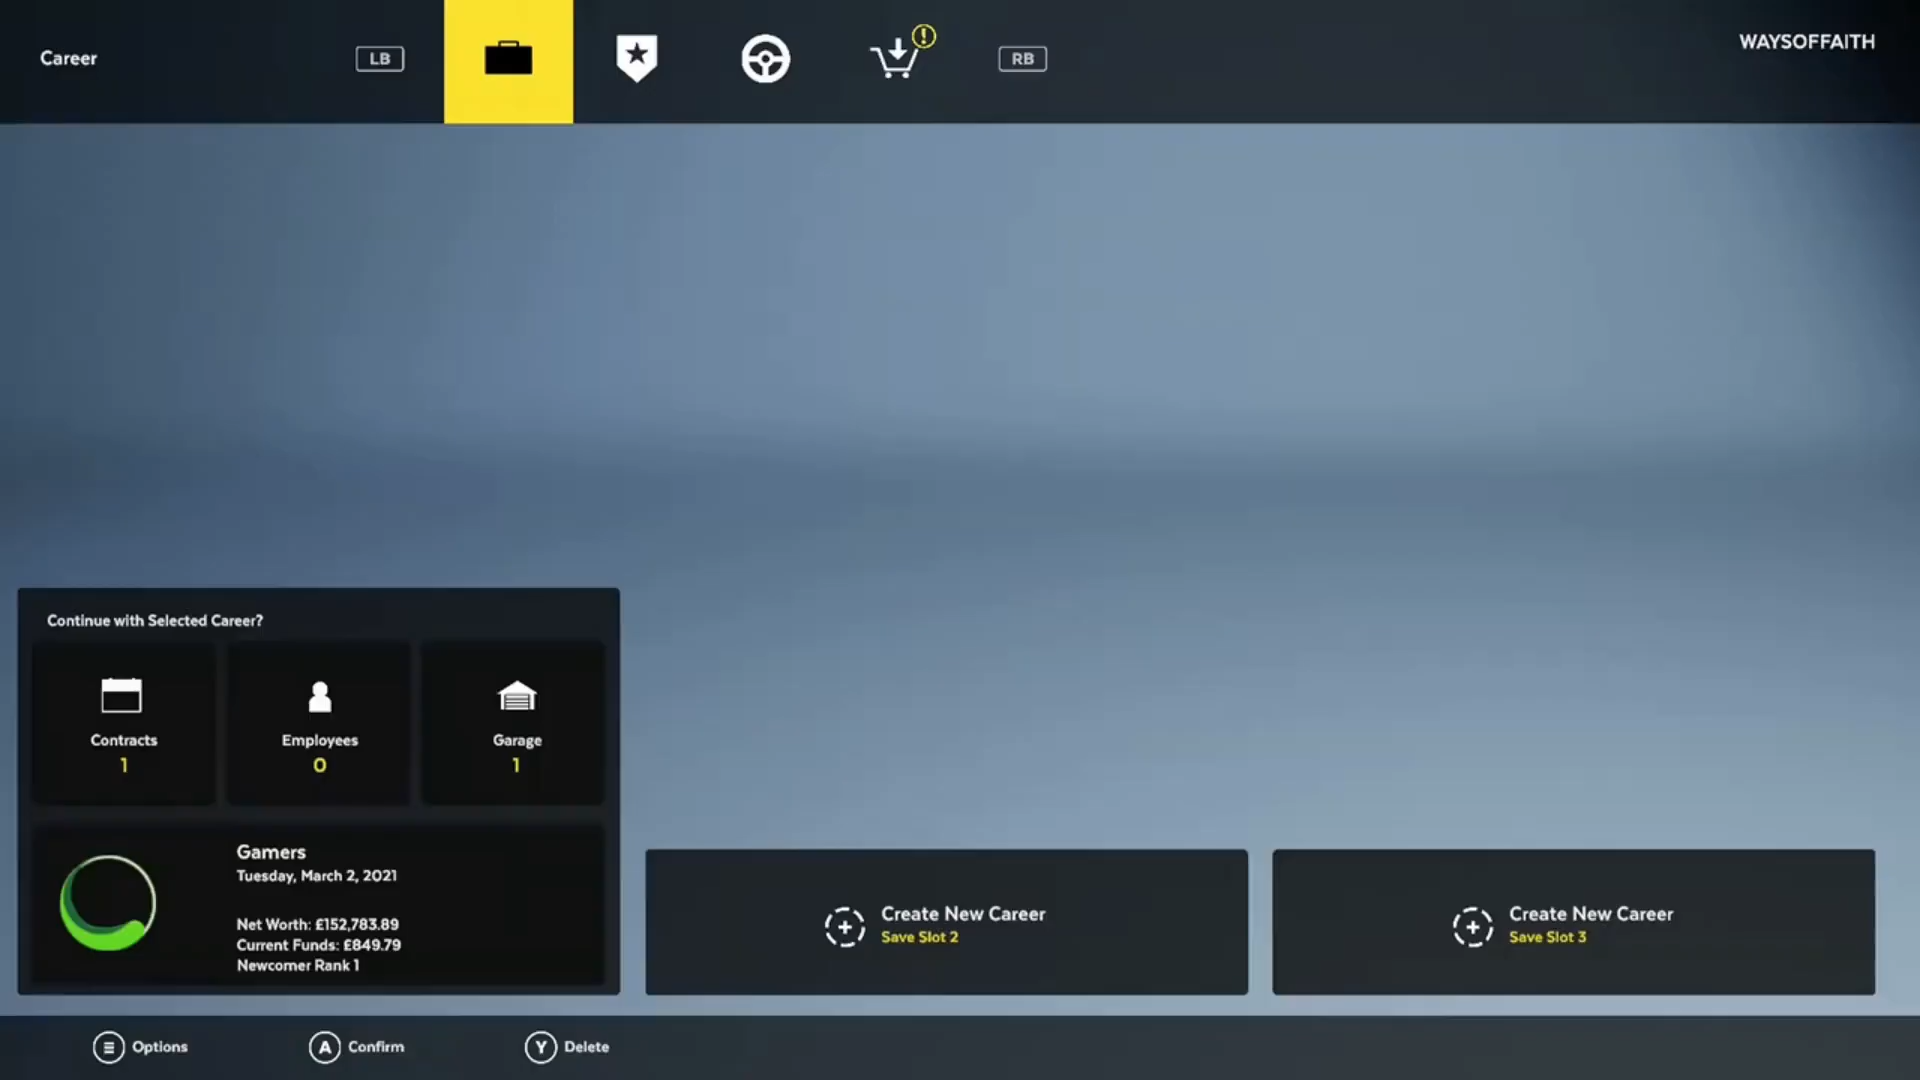 Career
LB
!
RB
WAYSOFFAITH
Continue with Selected Career?
Contracts
1
Employees
0
Garage
1
Gamers
Tuesday, March 2, 2021
Net Worth: £152,783.89
Current Funds: £849.79
Newcomer Rank 1
Create New Career
Save Slot 2
Create New Career
Save Slot 3
Options
A Confirm
Y Delete